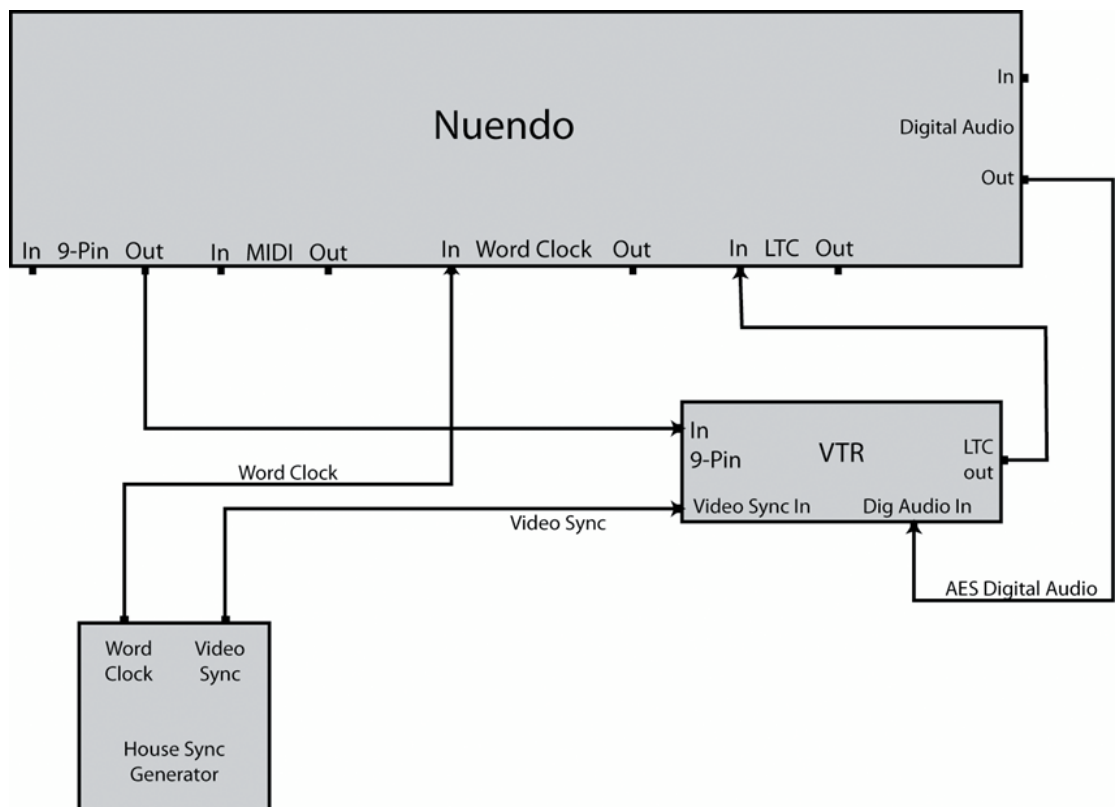 In
Nuendo
Digital Audio
Out
In 9-Pin Out In MIDI Out In Word Clock Out In LTC Out
In
9-Pin
VTR
LTC
out
Word Clock
Video Sync In Dig Audio In
Video Sync
AES Digital Audio
Word
Clock
Video
Sync
House Sync
Generator